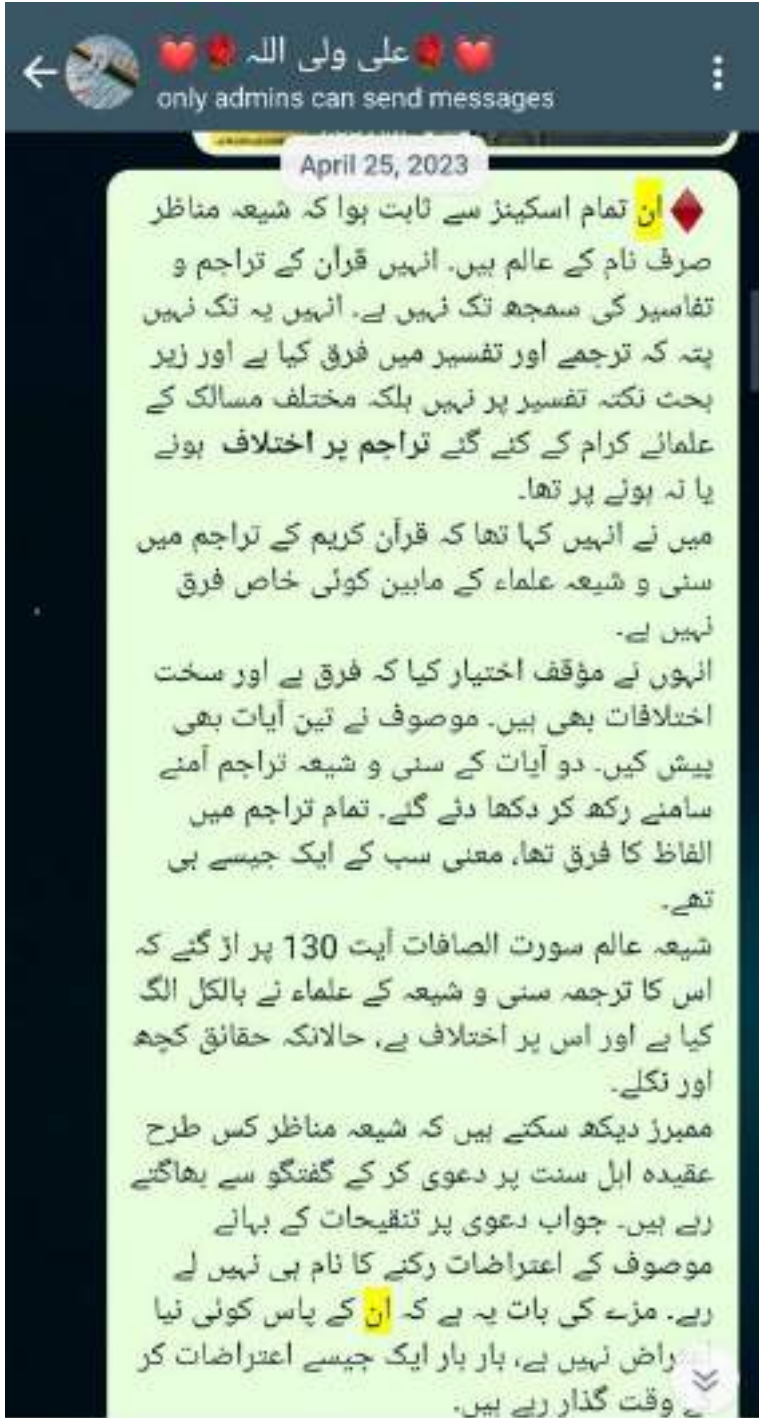 علی ولی اللہ
only admins can send messages
April 25, 2023
ان تمام اسکینز سے ثابت ہوا کہ شیعہ مناظر
صرف نام کے عالم ہیں۔ انہیں قرآن کے تراجم و
تفاسیر کی سمجھ تک نہیں ہے۔ انہیں یہ تک نہیں
پتہ کہ ترجمے اور تفسیر میں فرق کیا ہے اور زیر
بحث نکتہ تفسیر پر نہیں بلکہ مختلف مسالک کے
علمائے کرام کے کئے گئے تراجم پر اختلاف ہونے
یا نہ ہونے پر تھا۔
میں نے انہیں کہا تھا کہ قرآن کریم کے تراجم میں
سنی و شیعہ علماء کے مابین کوئی خاص فرق
نہیں ہے۔
انہوں نے مؤقف اختیار کیا کہ فرق ہے اور سخت
اختلافات بھی ہیں۔ موصوف نے تین آیات بھی
پیش کیں۔ دو آیات کے سنی و شیعہ تراجم آمنے
سامنے رکھ کر دکھا دئے گئے۔ تمام تراجم میں
الفاظ کا فرق تھا، معنی سب کے ایک جیسے ہی
تھے۔
شیعہ عالم سورت الصافات آیت 130 پر اڑ گئے کہ
اس کا ترجمہ سنی و شیعہ کے علماء نے بالکل الگ
کیا ہے اور اس پر اختلاف ہے، حالانکہ حقائق کچھ
اور نکلے۔
ممبرز دیکھ سکتے ہیں کہ شیعہ مناظر کس طرح
عقیدہ اہل سنت پر دعوی کر کے گفتگو سے بھاگتے
رہے ہیں۔ جواب دعوی پر تنقیحات کے بہانے
موصوف کے اعتراضات رکنے کا نام ہی نہیں لے
رہے۔ مزے کی بات یہ ہے کہ ان کے پاس کوئی نیا
نہیں ہے، بار بار ایک جیسے اعتراضات کر
وقت گذار رہے ہیں۔